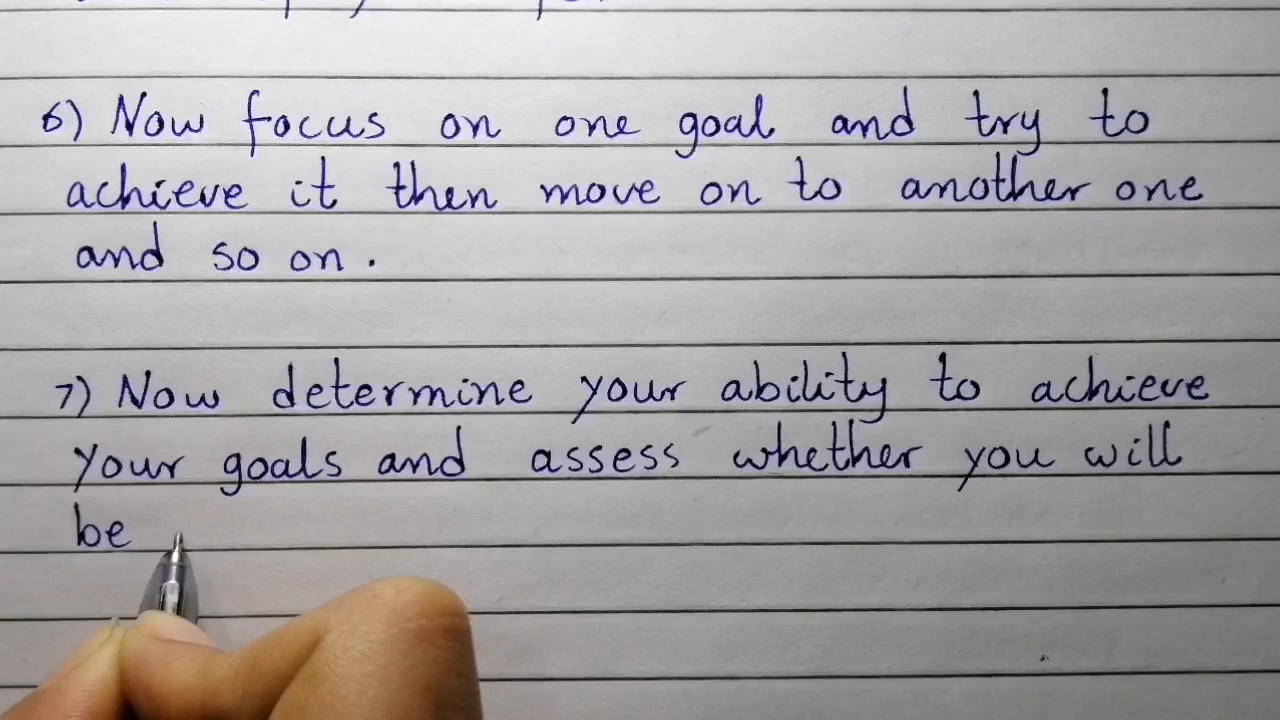 6) Now focus on one goal and try to
achieve it then move on to another one
and so on.
7) Now determine your ability to achieve
your goals and assess whether you will
be